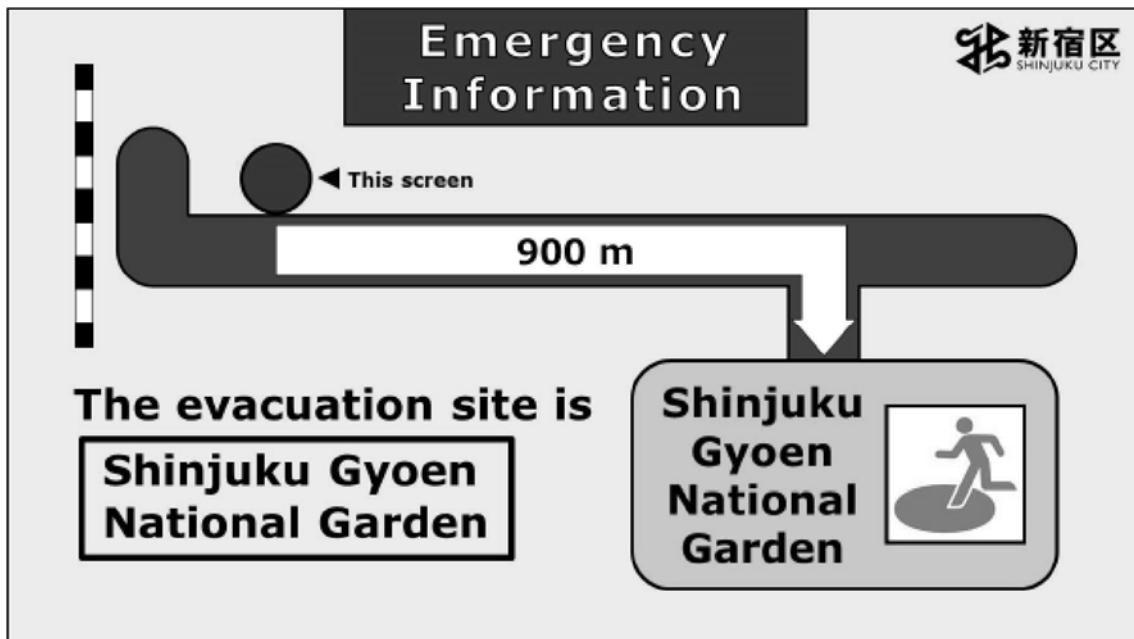 Emergency
Information
新宿区
SHINJUKU CITY
This screen
900 m
The evacuation site is
Shinjuku Gyoen
National Garden
Shinjuku
Gyoen
National
Garden